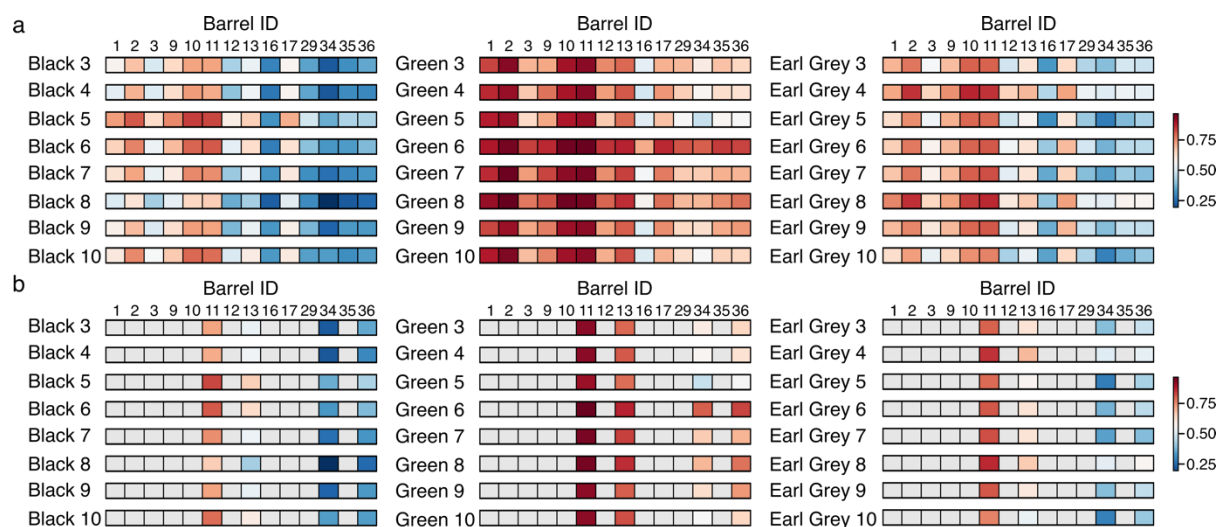 a
Barrel ID Barrel ID Barrel ID
1 2 3 9 10 11 12 13 16 17 29 34 35 36 1 2 3 9 10 11 12 13 16 17 29 34 35 36 1 2 3 9 10 11 12 13 16 17 29 34 35 36
Black 3 Green 3 Earl Grey 3
Black 4 Green 4 Earl Grey 4
Black 5 Green 5 Earl Grey 5
0.75
Black 6 Green 6 Earl Grey 6
0.50
Black 7 Green 7 Earl Grey 7
0.25
Black 8 Green 8 Earl Grey 8
Black 9 Green 9 Earl Grey 9
Black 10 Green 10 Earl Grey 10
b
Barrel ID Barrel ID Barrel ID
1 2 3 9 10 11 12 13 16 17 29 34 35 36 1 2 3 9 10 11 12 13 16 17 29 34 35 36 1 2 3 9 10 11 12 13 16 17 29 34 35 36
Black 3 Green 3 Earl Grey 3
Black 4 Green 4 Earl Grey 4
Black 5 Green 5 Earl Grey 5
0.75
Black 6 Green 6 Earl Grey 6
Black 7 Green 7 Earl Grey 7
0.50
Black 8 Green 8 Earl Grey 8
0.25
Black 9 Green 9 Earl Grey 9
Black 10 Green 10 Earl Grey 10